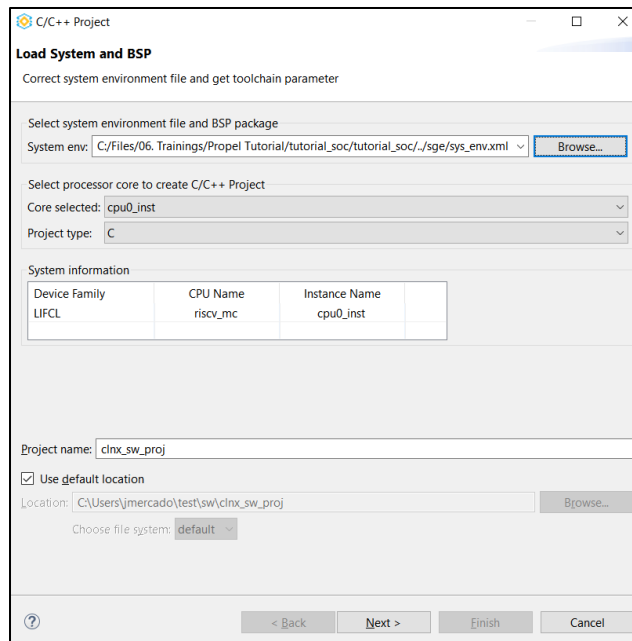 C/C++ Project
Load System and BSP
Correct system environment file and get toolchain parameter
Select system environment file and BSP package
System env: C:/Files/06. Trainings/Propel Tutorial/tutorial_soc/tutorial_soc/../sge/sys_env.xml Browse...
Select processor core to create C/C++ Project
Core selected: cpu0_inst
Project type: C
System information
Device Family CPU Name Instance Name
LIFCL riscv_mc cpu0_inst
Project name: clnx_sw_proj
Use default location
Location: C:\Users\jmercado\test\sw\clnx_sw_proj Browse...
Choose file system: default
? < Back Next > Finish Cancel